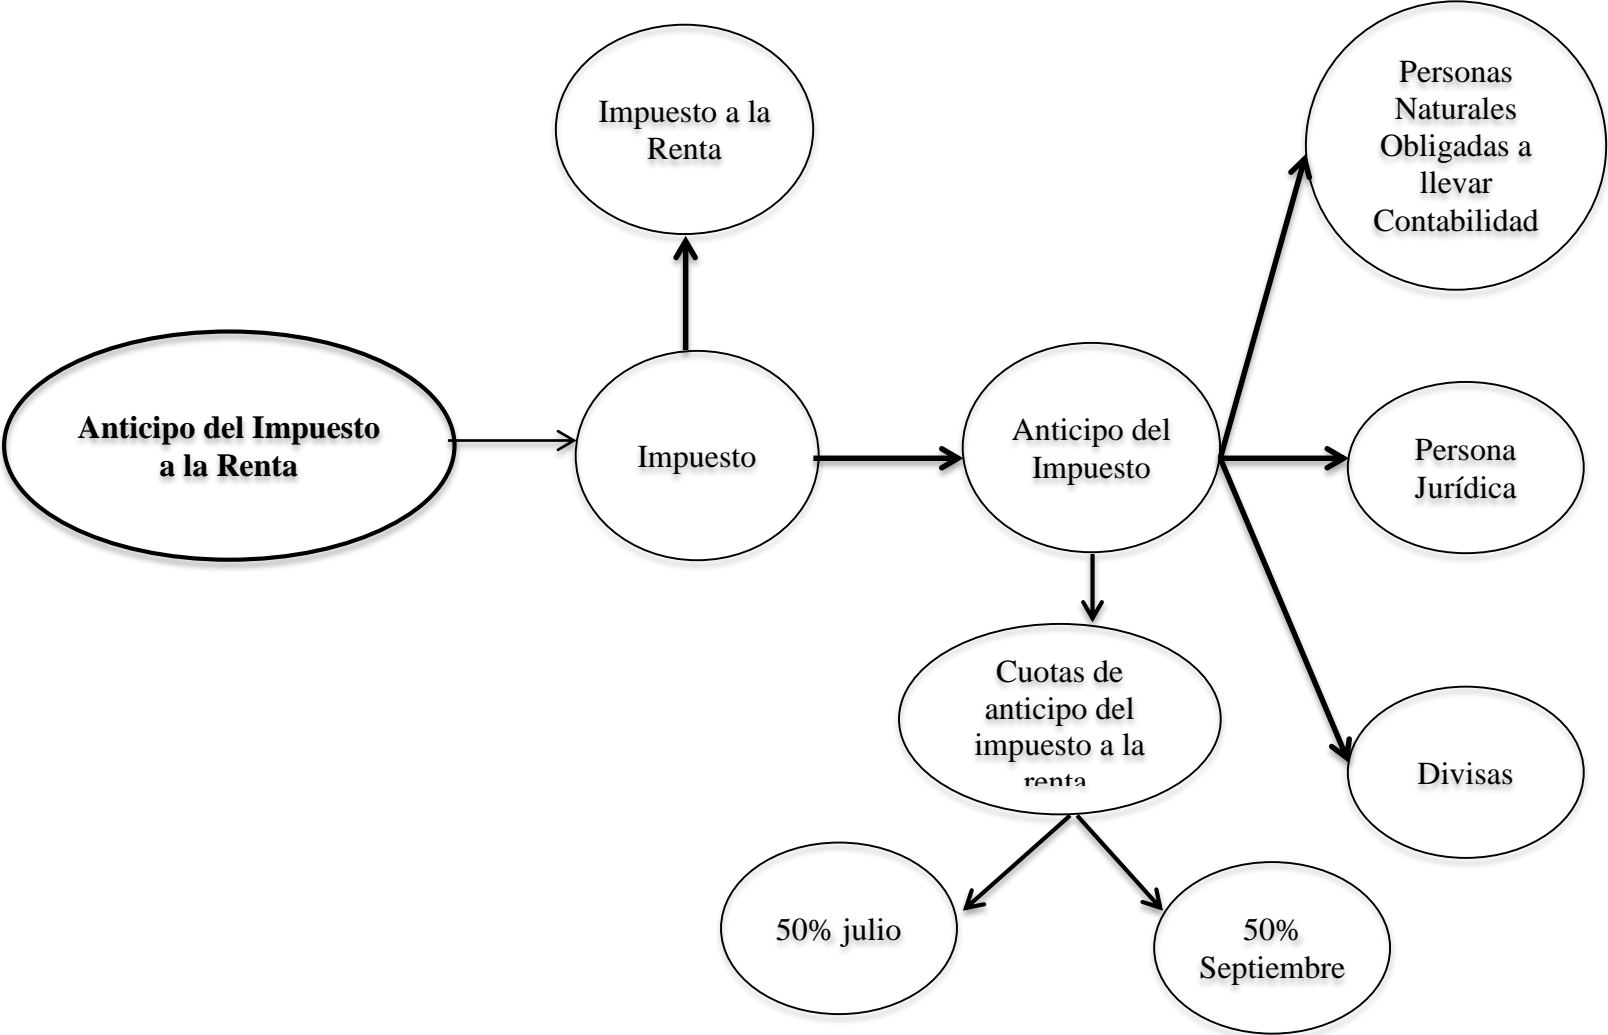 Impuesto a la
Renta
Personas
Naturales
Obligadas a
llevar
Contabilidad
Anticipo del Impuesto
a la Renta
Impuesto
Anticipo del
Impuesto
Persona
Jurídica
Cuotas de
anticipo del
impuesto a la
renta
Divisas
50% julio
50%
Septiembre